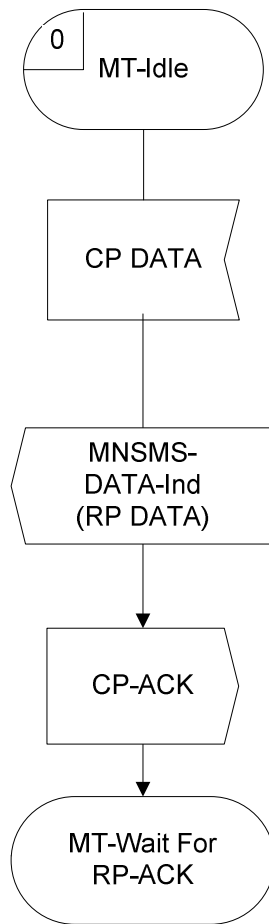 0
MT-Idle
CP DATA
MNSMS-
DATA-Ind
(RP DATA)
CP-ACK
MT-Wait For
RP-ACK